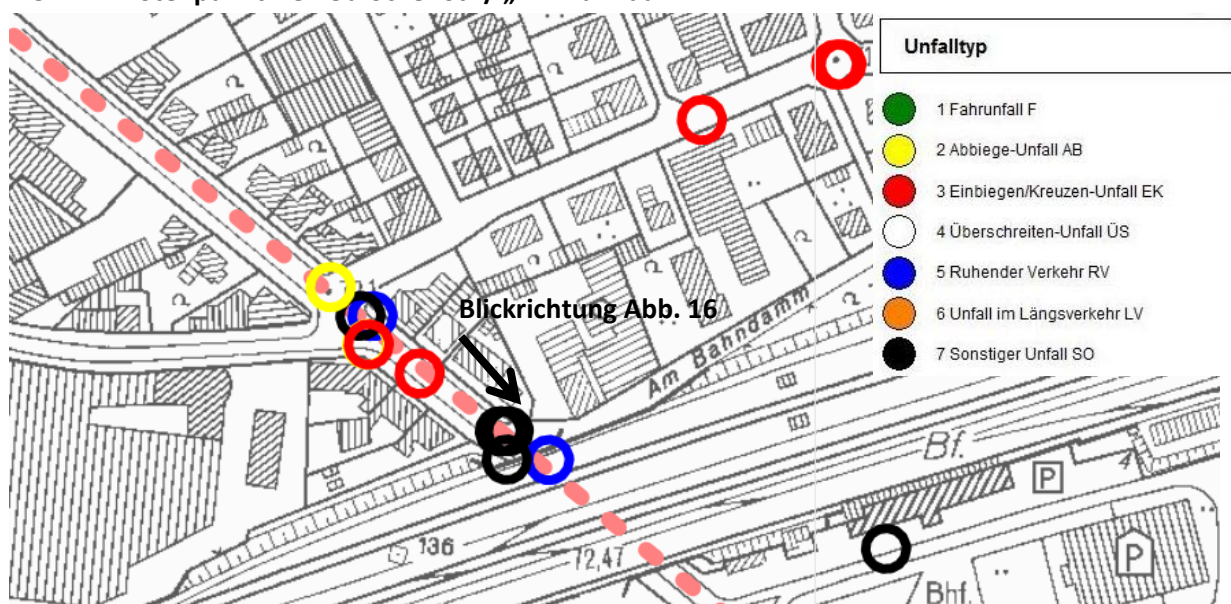 Unfalltyp
1 Fahrunfall F
2 Abbiege-Unfall AB
3 Einbiegen/Kreuzen-Unfall EK
4 Überschreiten-Unfall ÜS
5 Ruhender Verkehr RV
6 Unfall im Längsverkehr LV
7 Sonstiger Unfall SO
Blickrichtung Abb. 16
Am Bahndamm
Bf.
4
P
136
72,47
P
Bhf.